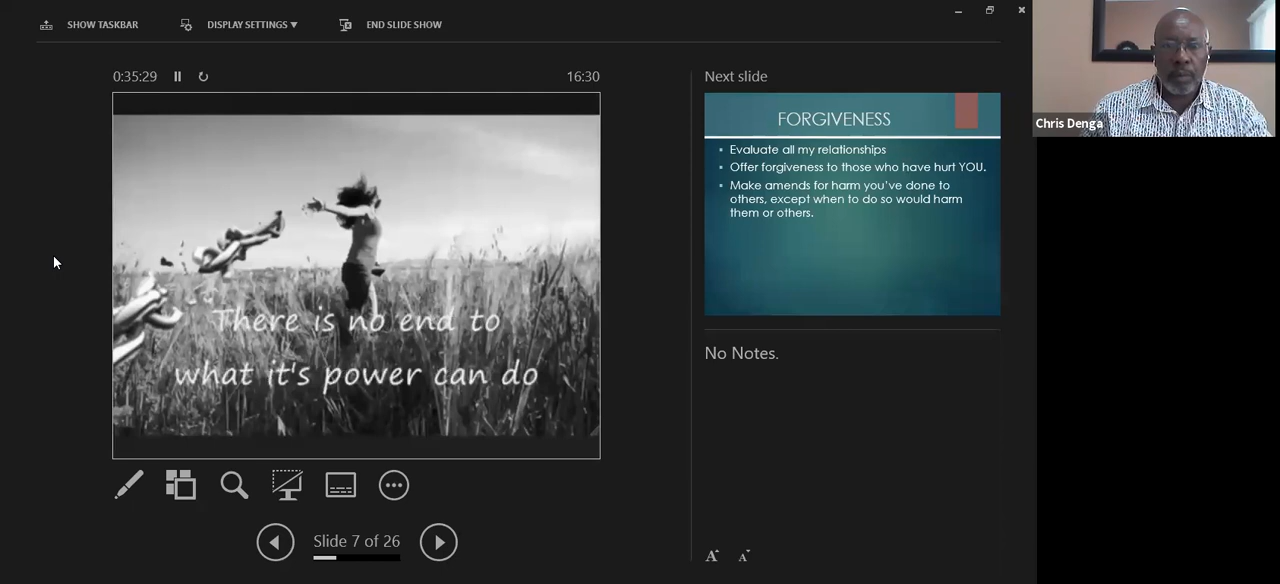 SHOW TASKBAR
DISPLAY SETTINGS ▼
END SLIDE SHOW
0:35:29
16:30
There is no end to
what it's power can do
Slide 7 of 26
Next slide
FORGIVENESS
▪ Evaluate all my relationships
▪ Offer forgiveness to those who have hurt YOU.
▪ Make amends for harm you've done to
others, except when to do so would harm
them or others.
No Notes.
A A
Chris Denga